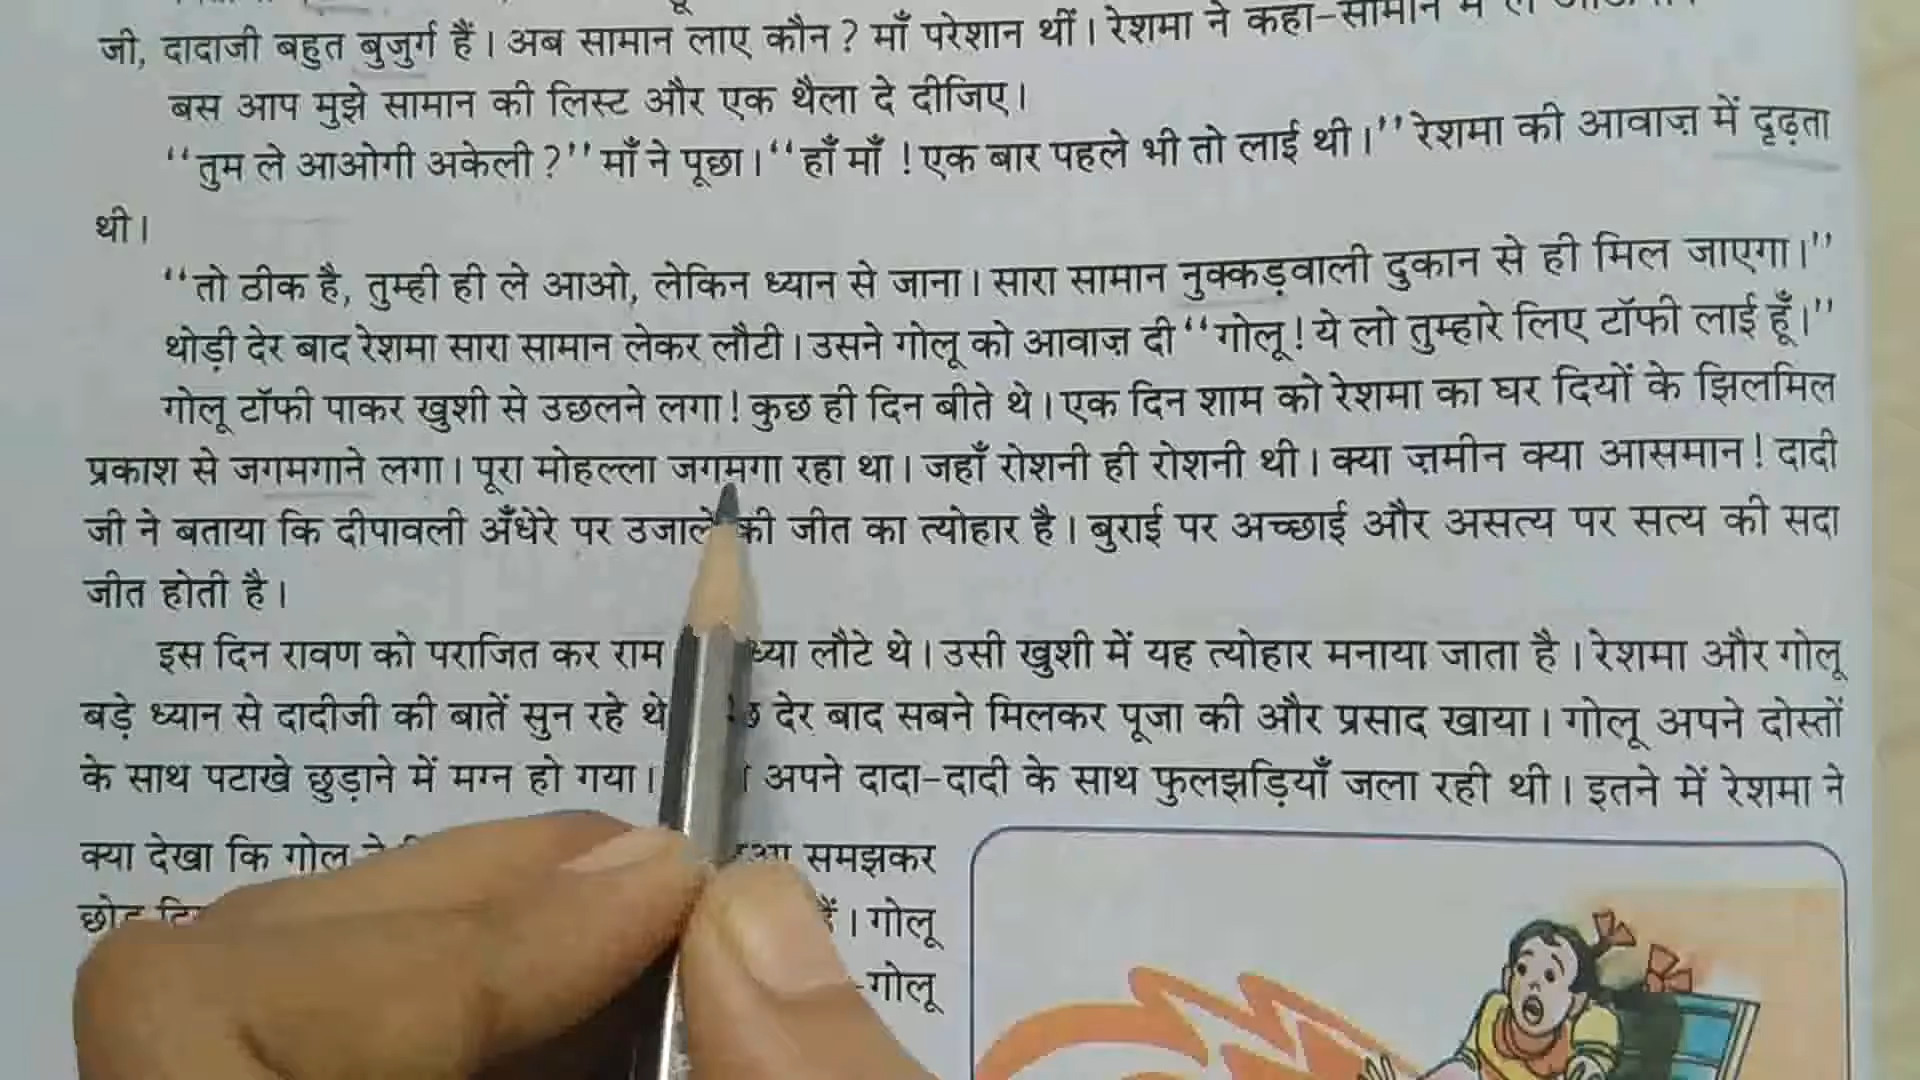 जी, दादाजी बहुत बुजुर्ग हैं। अब सामान लाए कौन? माँ परेशान थीं। रेशमा ने कहा-सामान मैं ले
बस आप मुझे सामान की लिस्ट और एक थैला दे दीजिए।
‘‘तुम ले आओगी अकेली?’’ माँ ने पूछा। ‘‘हाँ माँ ! एक बार पहले भी तो लाई थी।’’ रेशमा की आवाज़ में दृढ़ता
थी।
‘‘तो ठीक है, तुम्ही ही ले आओ, लेकिन ध्यान से जाना। सारा सामान नुक्कड़वाली दुकान से ही मिल जाएगा।’’
थोड़ी देर बाद रेशमा सारा सामान लेकर लौटी। उसने गोलू को आवाज़ दी ‘‘गोलू! ये लो तुम्हारे लिए टॉफी लाई हूँ।’’
गोलू टॉफी पाकर खुशी से उछलने लगा! कुछ ही दिन बीते थे। एक दिन शाम को रेशमा का घर दियों के झिलमिल
प्रकाश से जगमगाने लगा। पूरा मोहल्ला जगमगा रहा था। जहाँ रोशनी ही रोशनी थी। क्या ज़मीन क्या आसमान! दादी
जी ने बताया कि दीपावली अँधेरे पर उजाले की जीत का त्योहार है। बुराई पर अच्छाई और असत्य पर सत्य की सदा
जीत होती है।
इस दिन रावण को पराजित कर राम लौटे थे। उसी खुशी में यह त्योहार मनाया जाता है। रेशमा और गोलू
बड़े ध्यान से दादीजी की बातें सुन रहे थे देर बाद सबने मिलकर पूजा की और प्रसाद खाया। गोलू अपने दोस्तों
के साथ पटाखे छुड़ाने में मग्न हो गया। अपने दादा-दादी के साथ फुलझड़ियाँ जला रही थी। इतने में रेशमा ने
क्या देखा कि समझकर
। गोलू
-गोलू